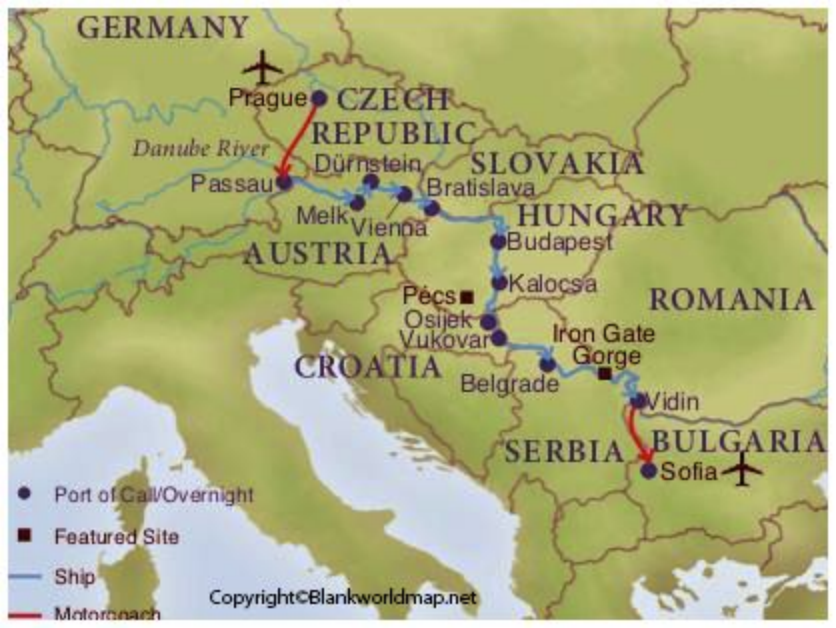 GERMANY
Prague
CZECH
REPUBLIC
Danube River
Dürnstein
SLOVAKIA
Passau
Bratislava
Melk
Vienna
HUNGARY
AUSTRIA
Budapest
Kalocsa
Pécs
ROMANIA
Osijek
Vukovar
Iron Gate
Gorge
CROATIA
Belgrade
Vidin
SERBIA
BULGARIA
Sofia
Port of Call/Overnight
Featured Site
Ship
Motorcoach
Copyright©Blankworldmap.net